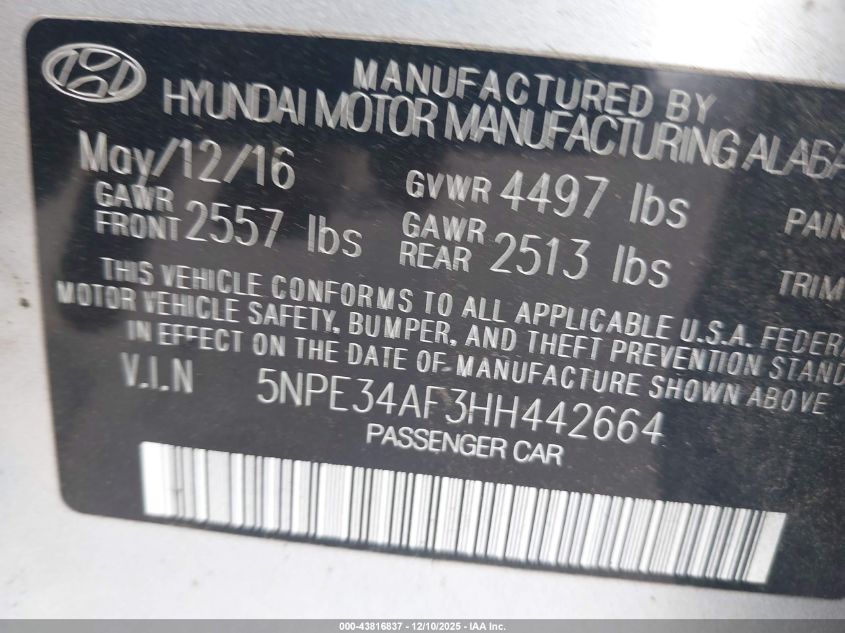 MANUFACTURED BY
HYUNDAI MOTOR MANUFACTURING ALABA
May/12/16 GVWR 4497 lbs PAIN
GAWR FRONT 2557 lbs GAWR REAR 2513 lbs TRIM
THIS VEHICLE CONFORMS TO ALL APPLICABLE U.S.A. FEDERA
MOTOR VEHICLE SAFETY, BUMPER, AND THEFT PREVENTION STAND
IN EFFECT ON THE DATE OF MANUFACTURE SHOWN ABOVE
V.I.N 5NPE34AF3HH442664
PASSENGER CAR
000-43816837 - 12/10/2025 - IAA Inc.